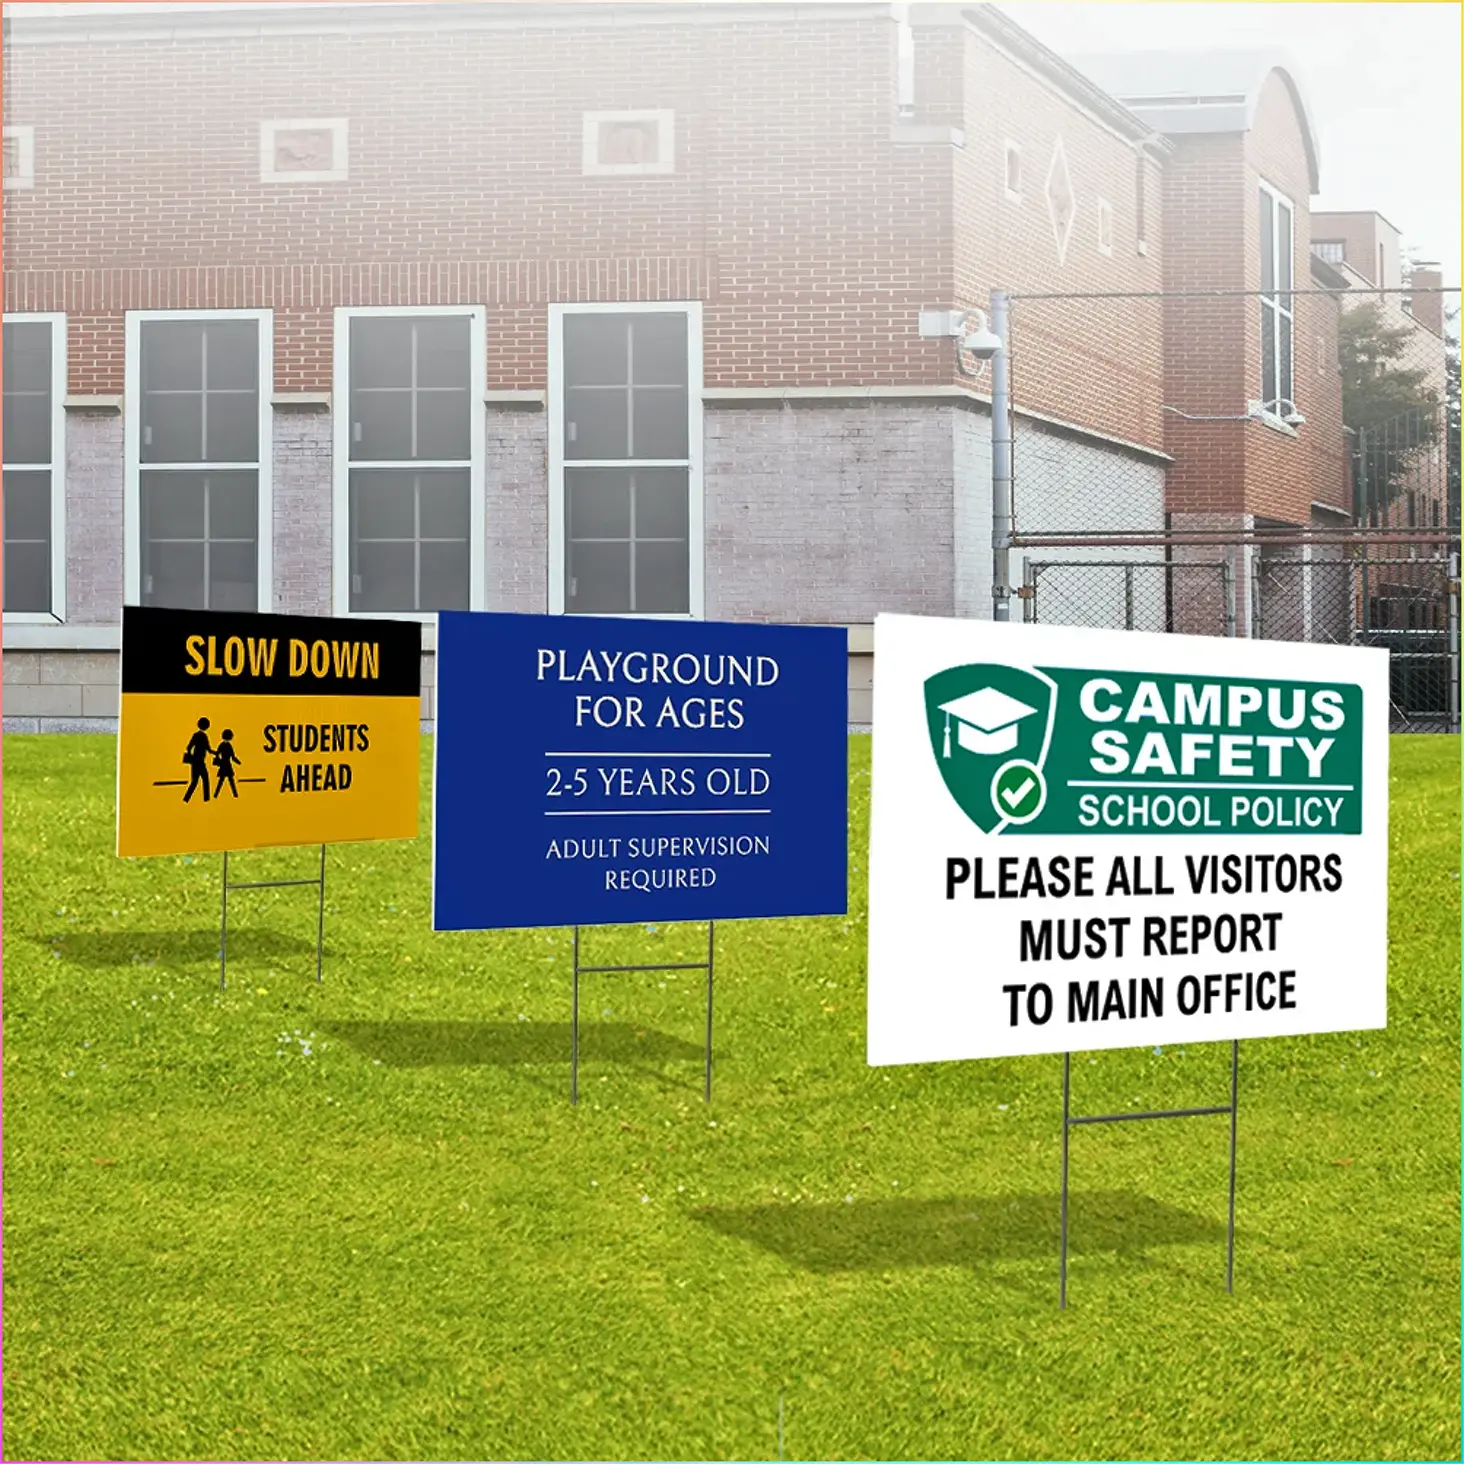 SLOW DOWN
STUDENTS
AHEAD
PLAYGROUND
FOR AGES
2-5 YEARS OLD
ADULT SUPERVISION
REQUIRED
CAMPUS
SAFETY
SCHOOL POLICY
PLEASE ALL VISITORS
MUST REPORT
TO MAIN OFFICE